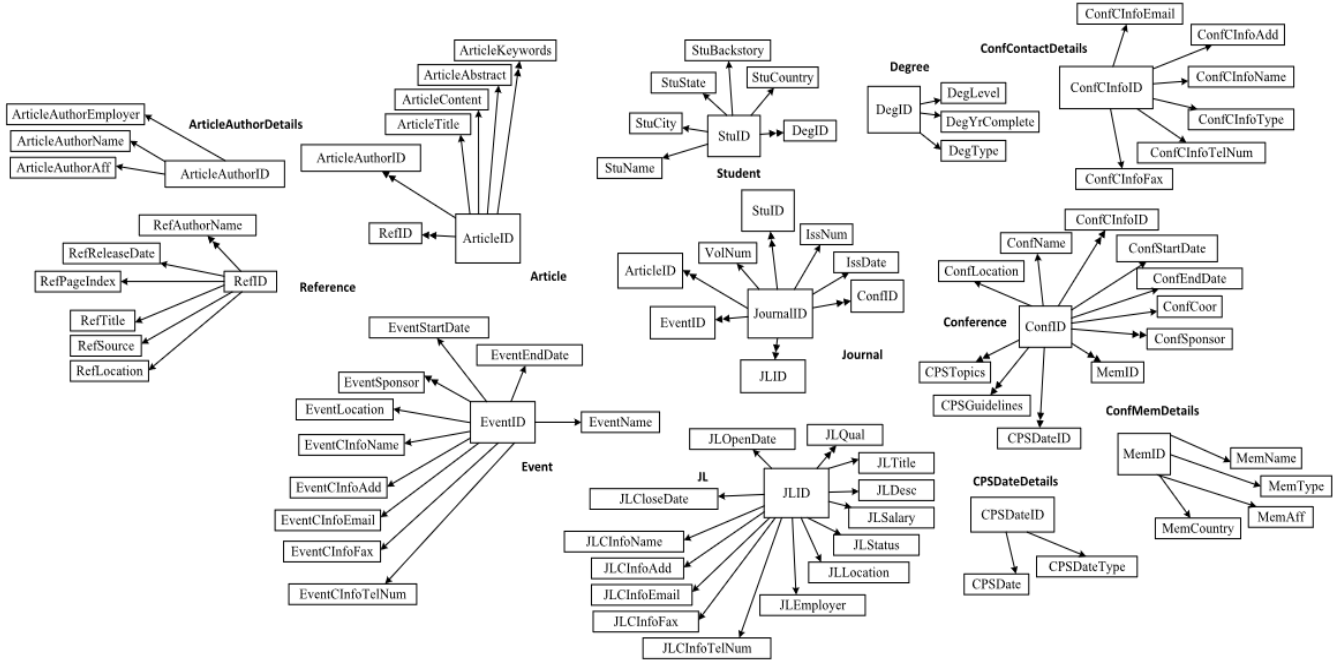 ArticleAuthorEmployer
ArticleAuthorName
ArticleAuthorAff
ArticleAuthorDetails
ArticleAuthorID
ArticleKeywords
ArticleAbstract
ArticleContent
ArticleTitle
ArticleAuthorID
RefID
ArticleID
Article
StuBackstory
StuState
StuCountry
StuCity
StuID
DegID
StuName
Student
Degree
DegID
DegLevel
DegYrComplete
DegType
ConfCInfoEmail
ConfContactDetails
ConfCInfoAdd
ConfCInfoID
ConfCInfoName
ConfCInfoType
ConfCInfoTelNum
ConfCInfoFax
RefAuthorName
RefReleaseDate
RefPageIndex
RefID
Reference
RefTitle
RefSource
RefLocation
StuID
IssNum
VolNum
ArticleID
IssDate
ConfID
EventID
JournalID
Journal
JLID
ConfCInfoID
ConfName
ConfStartDate
ConfLocation
ConfEndDate
ConfCoor
Conference
ConfID
ConfSponsor
CPSTopics
MemID
CPSGuidelines
CPSDateID
EventStartDate
EventEndDate
EventSponsor
EventLocation
EventID
EventName
EventCInfoName
Event
EventCInfoAdd
EventCInfoEmail
EventCInfoFax
EventCInfoTelNum
JLOpenDate
JLQual
JL
JLTitle
JLID
JLDesc
JLCloseDate
JLSalary
JLCInfoName
JLStatus
JLCInfoAdd
JLLocation
JLCInfoEmail
JLEmployer
JLCInfoFax
JLCInfoTelNum
CPSDateDetails
CPSDateID
CPSDateType
CPSDate
ConfMemDetails
MemID
MemName
MemType
MemAff
MemCountry